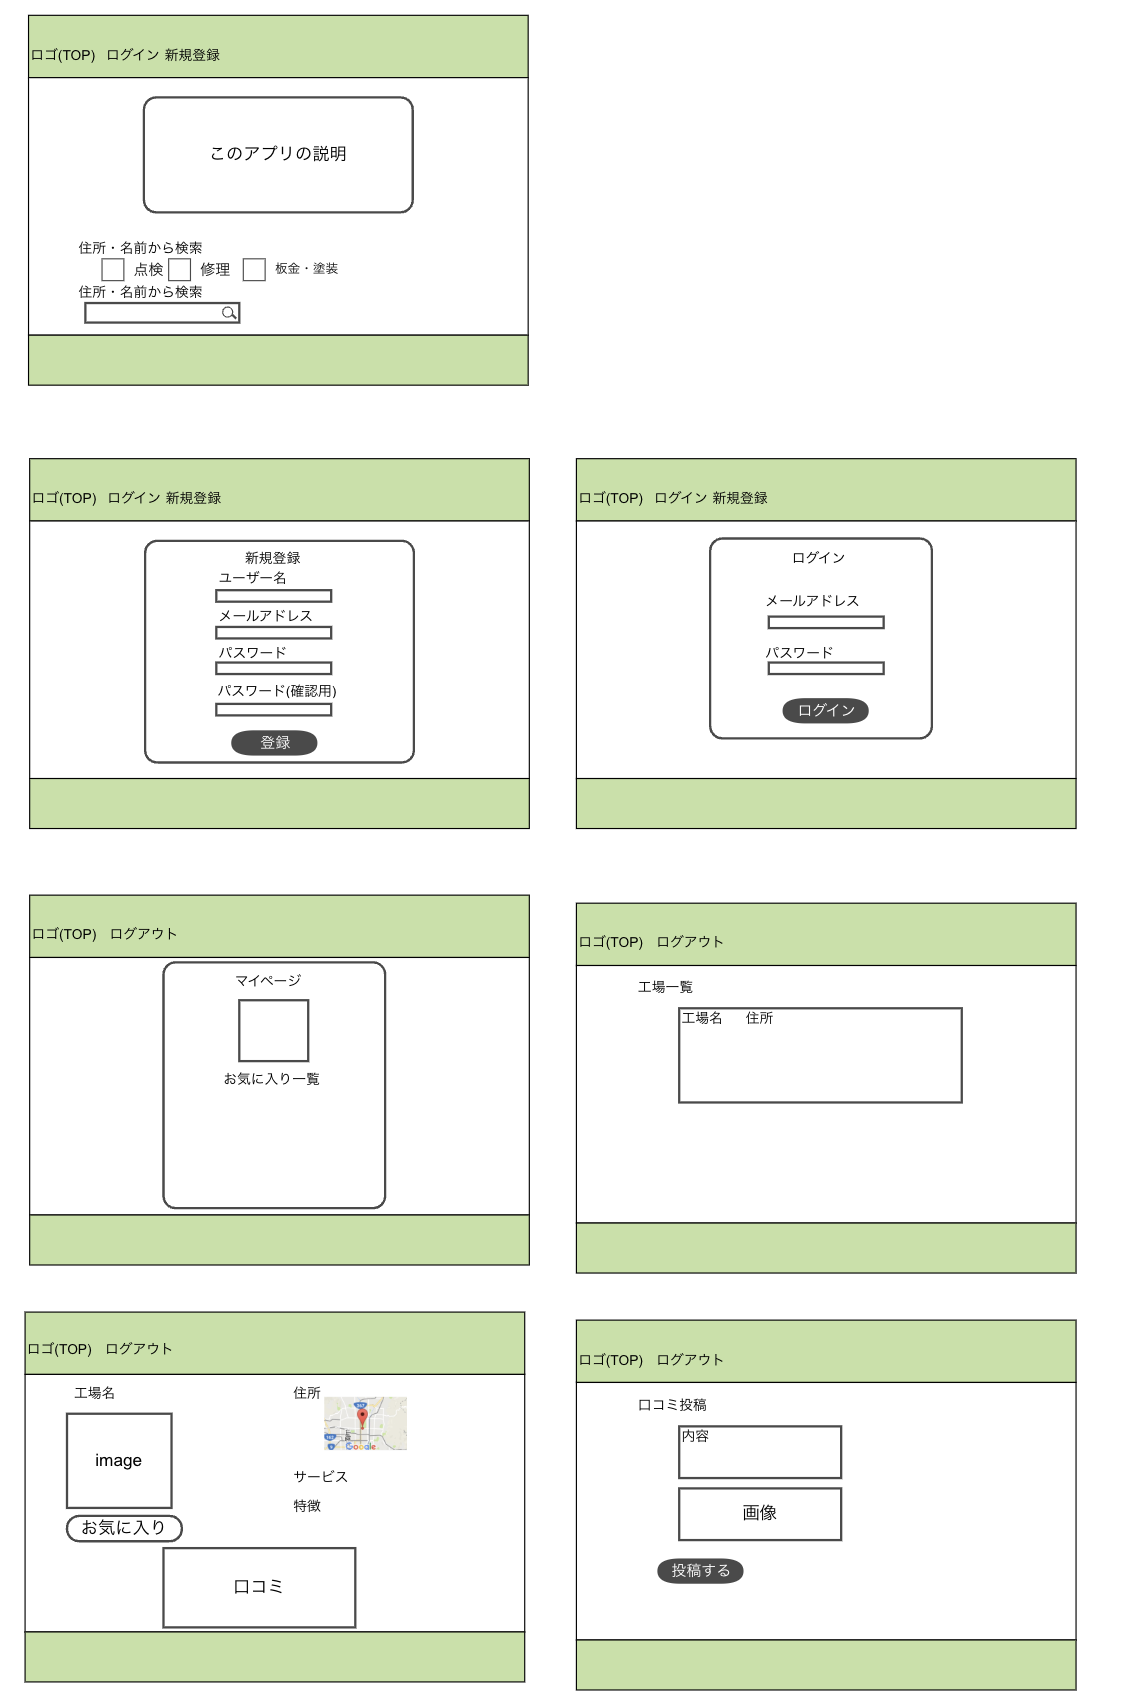 ロゴ(TOP) ログイン 新規登録
このアプリの説明
住所・名前から検索
点検 修理 板金・塗装
住所・名前から検索
ロゴ(TOP) ログイン 新規登録
新規登録
ユーザー名
メールアドレス
パスワード
パスワード(確認用)
登録
ロゴ(TOP) ログイン 新規登録
ログイン
メールアドレス
パスワード
ログイン
ロゴ(TOP) ログアウト
マイページ
お気に入り一覧
ロゴ(TOP) ログアウト
工場一覧
工場名 住所
ロゴ(TOP) ログアウト
工場名
image
お気に入り
住所
Google
サービス
特徴
口コミ
ロゴ(TOP) ログアウト
口コミ投稿
内容
画像
投稿する